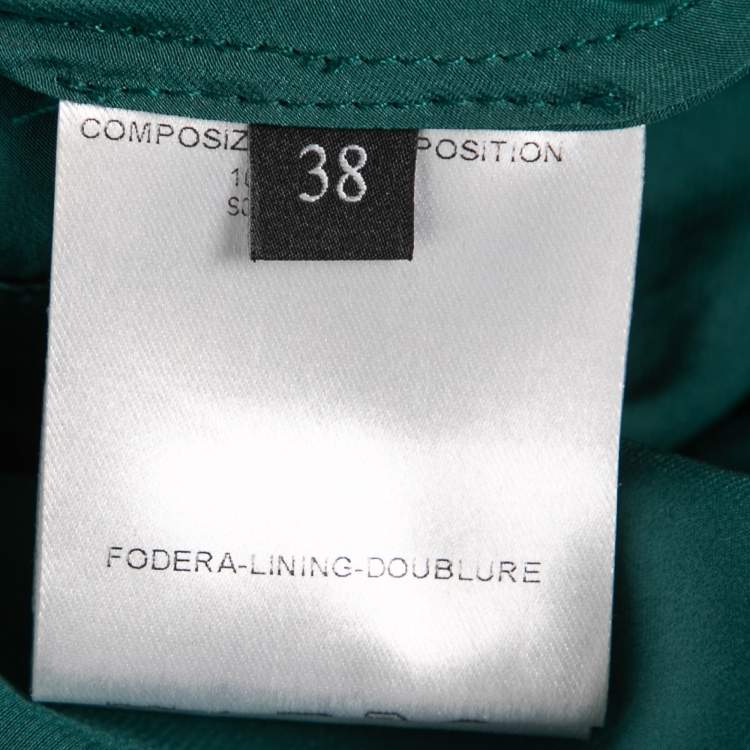 COMPOSIZ
POSITION
38
FODERA-LINING-DOUBLURE